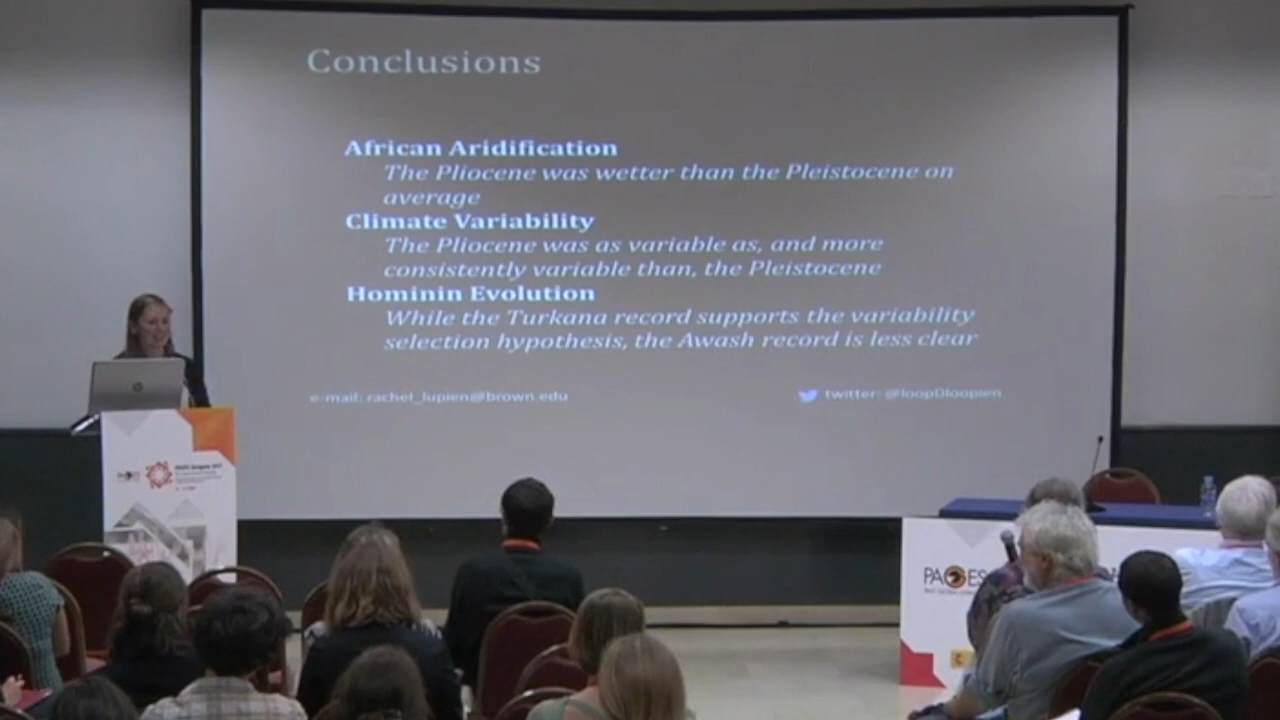 Conclusions
African Aridification
The Pliocene was wetter than the Pleistocene on
average
Climate Variability
The Pliocene was as variable as, and more
consistently variable than, the Pleistocene
Hominin Evolution
While the Turkana record supports the variability
selection hypothesis, the Awash record is less clear
e-mail: rachel_lupien@brown.edu
twitter: @loopDloopien
PAGES